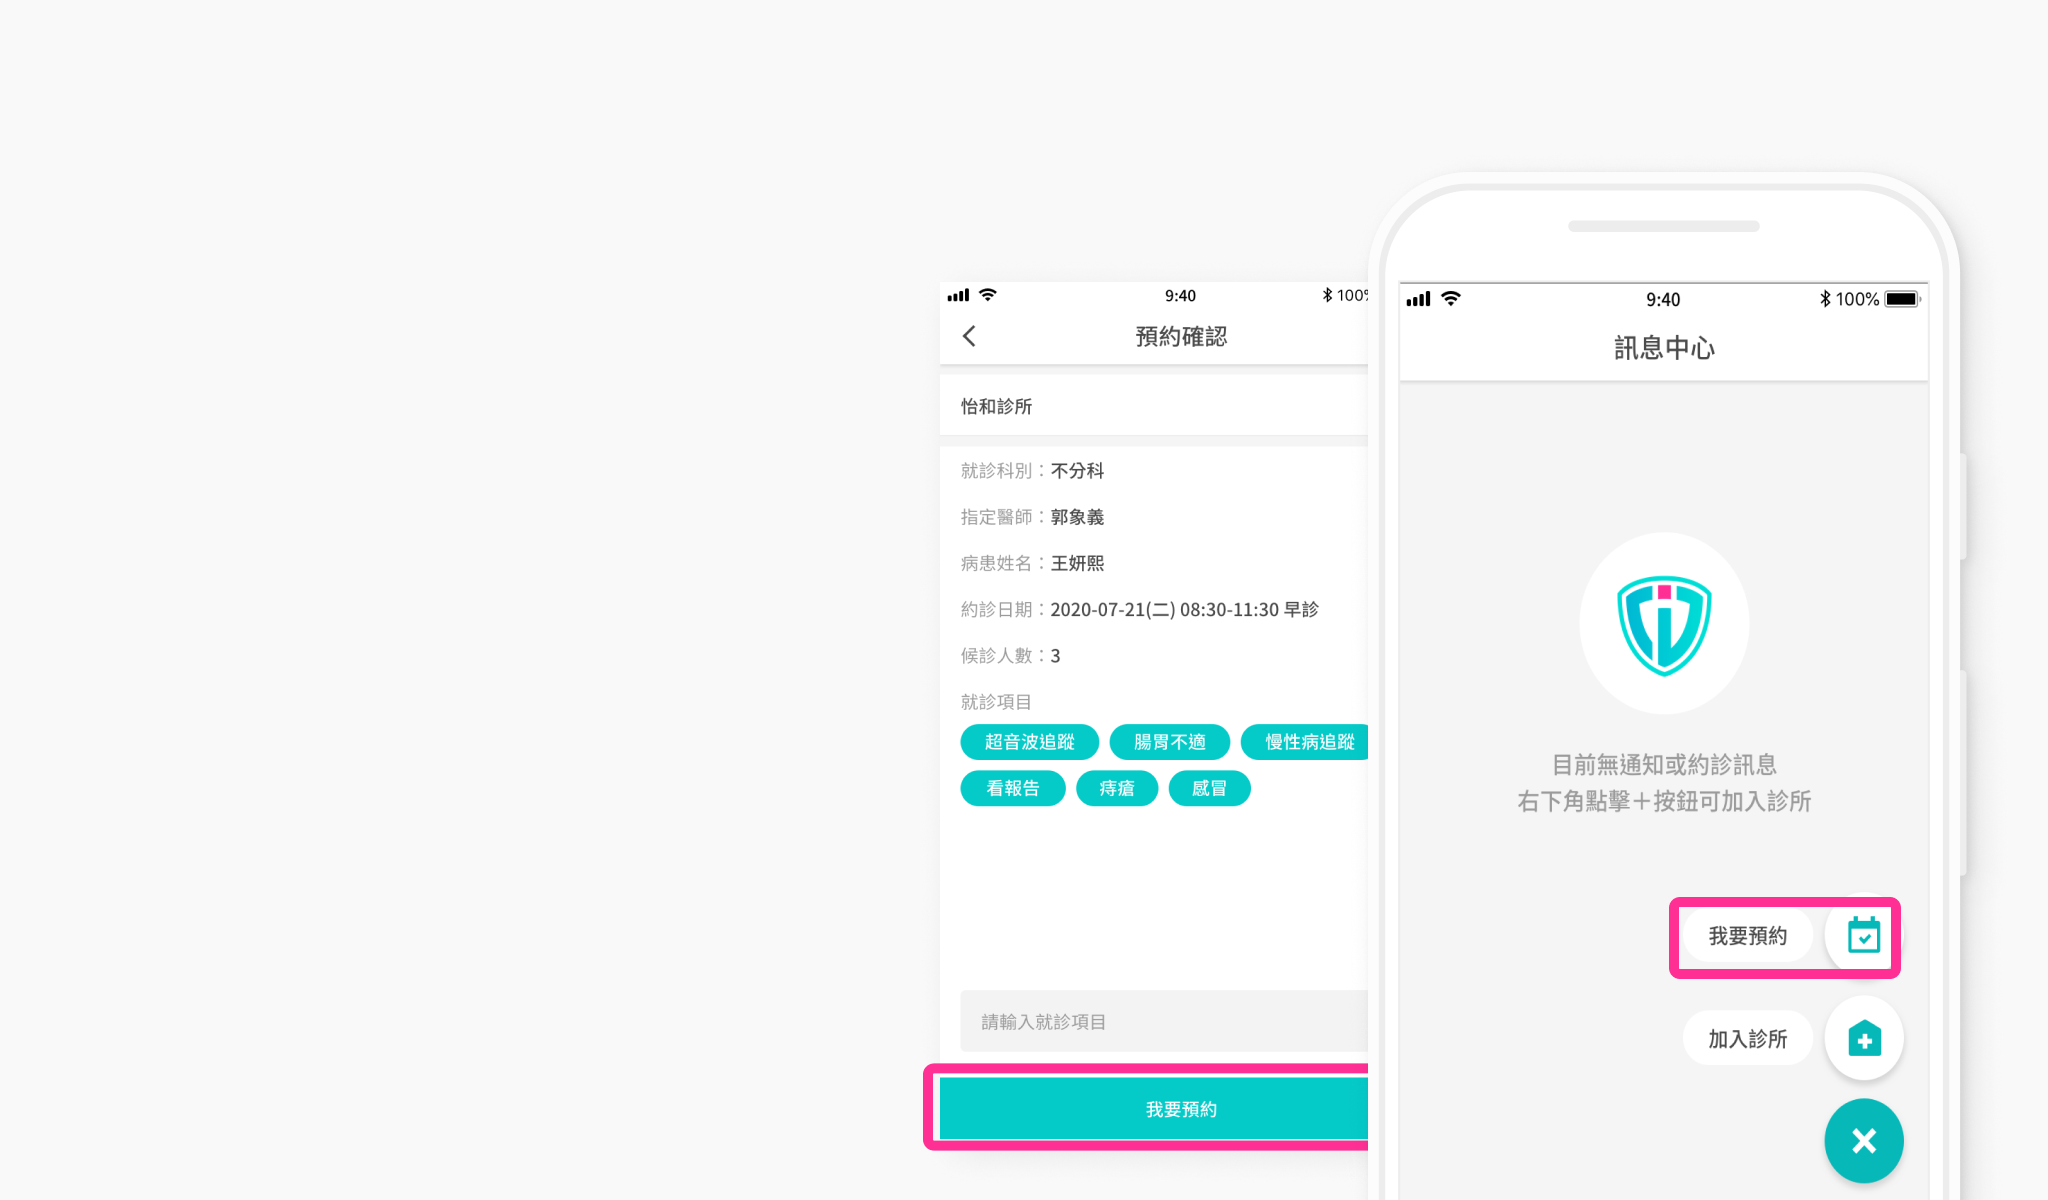 9:40
100%
預約確認
怡和診所
就診科別：不分科
指定醫師：郭象義
病患姓名：王妍熙
約診日期：2020-07-21(二) 08:30-11:30 早診
候診人數：3
就診項目
超音波追蹤 腸胃不適 慢性病追蹤
看報告 痔瘡 感冒
請輸入就診項目
我要預約
9:40
100%
訊息中心
目前無通知或約診訊息
右下角點擊＋按鈕可加入診所
我要預約
加入診所